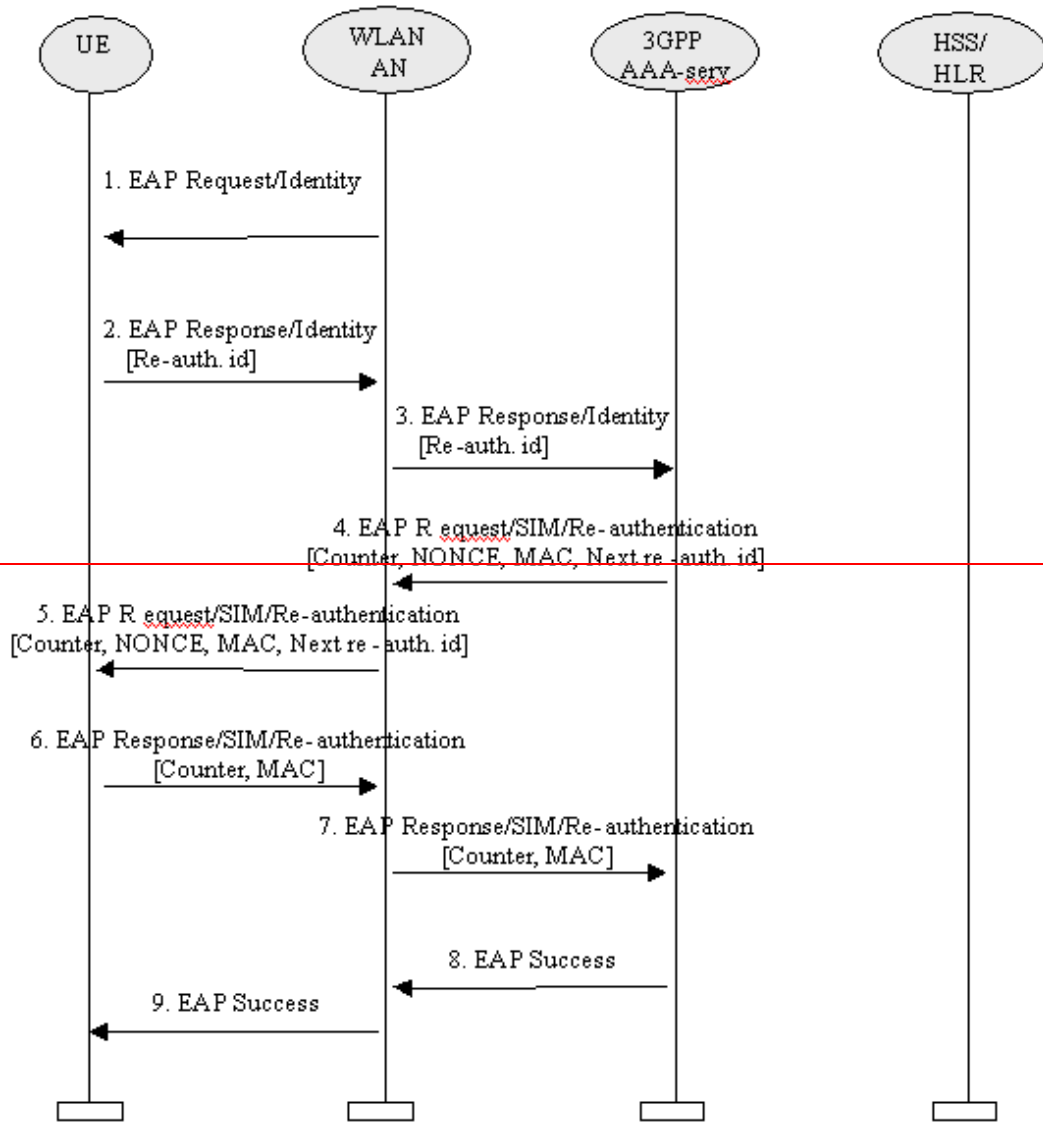 UE
WLAN
AN
3GPP
AAA-serv
HSS/
HLR
1. EAP Request/Identity
2. EAP Response/Identity
[Re-auth. id]
3. EAP Response/Identity
[Re-auth. id]
4. EAP R equest/SIM/Re-authentication
[Counter, NONCE, MAC, Next re-auth. id]
5. EAP R equest/SIM/Re-authentication
[Counter, NONCE, MAC, Next re-auth. id]
6. EAP Response/SIM/Re-authentication
[Counter, MAC]
7. EAP Response/SIM/Re-authentication
[Counter, MAC]
8. EAP Success
9. EAP Success